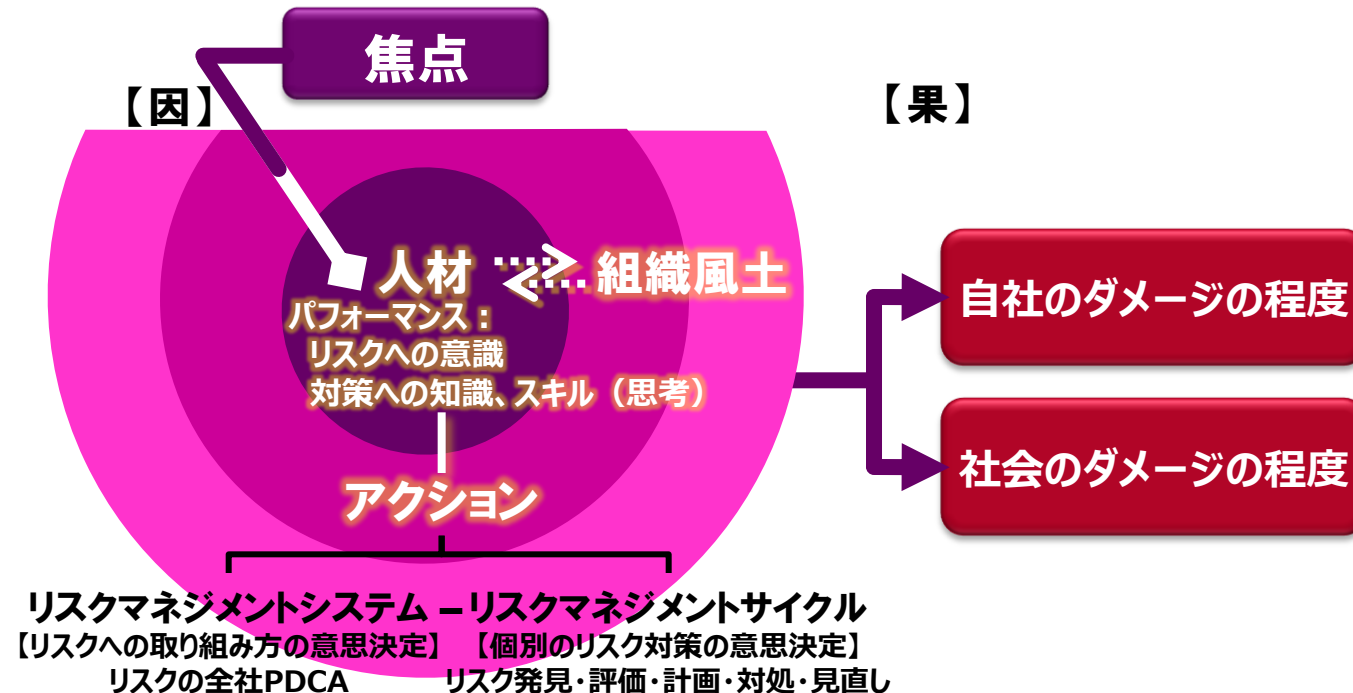 焦点
【因】
【果】
人材
組織風土
パフォーマンス：
リスクへの意識
対策への知識、スキル（思考）
アクション
自社のダメージの程度
社会のダメージの程度
リスクマネジメントシステム－リスクマネジメントサイクル
【リスクへの取り組み方の意思決定】　【個別のリスク対策の意思決定】
リスクの全社PDCA　リスク発見・評価・計画・対処・見直し